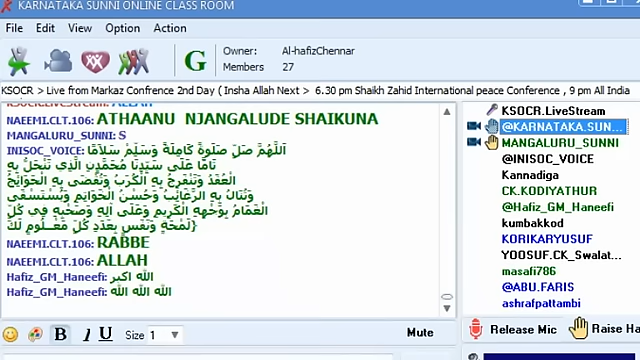 KARNATAKA SUNNI ONLINE CLASS ROOM
File Edit View Option Action
G
Owner: Al-hafizChennar
Members 27
KSOCR > Live from Markaz Confrence 2nd Day ( Insha Allah Next > 6.30 pm Shaikh Zahid International peace Conference , 9 pm All India
KSOCR.LiveStream: ALLAH
NAEEMI.CLT.106: ATHAANU NJANGALUDE SHAIKUNA
MANGALURU_SUNNI: S
INISOC_VOICE: اَللّٰهُمَّ صَلِّ صَلَوةً كَامِلَةً وَسَلِّمْ سَلَامًا
تَامًّا عَلَى سَيِّدِنَا مُحَمَّدِنِ الَّذِي تَنْحَلُّ بِهِ
الْعُقَدُ وَتَنْفَرِجُ بِهِ الْكُرَبُ وَتُقْضَى بِهِ الْحَوَائِجُ
وَتُنَالُ بِهِ الرَّغَائِبُ وَحُسْنُ الْخَوَاتِمِ وَيُسْتَسْقَى
الْغَمَامُ بِوَجْهِهِ الْكَرِيمِ وَعَلَى آلِهِ وَصَحْبِهِ فِي كُلِّ
لَمْحَةٍ وَنَفَسٍ بِعَدَدِ كُلِّ مَعْلُومٍ لَكَ}
NAEEMI.CLT.106: RABBE
NAEEMI.CLT.106: ALLAH
Hafiz_GM_Haneefi: الله اكبر
Hafiz_GM_Haneefi: الله الله الله
B I U Size 1 Mute
KSOCR.LiveStream
@KARNATAKA.SUN...
MANGALURU_SUNNI
@INISOC_VOICE
Kannadiga
CK.KODIYATHUR
@Hafiz_GM_Haneefi
kumbakkod
KORIKARYUSUF
YOOSUF.CK_Swalat...
masafi786
@ABU.FARIS
ashrafpattambi
Release Mic Raise Ha